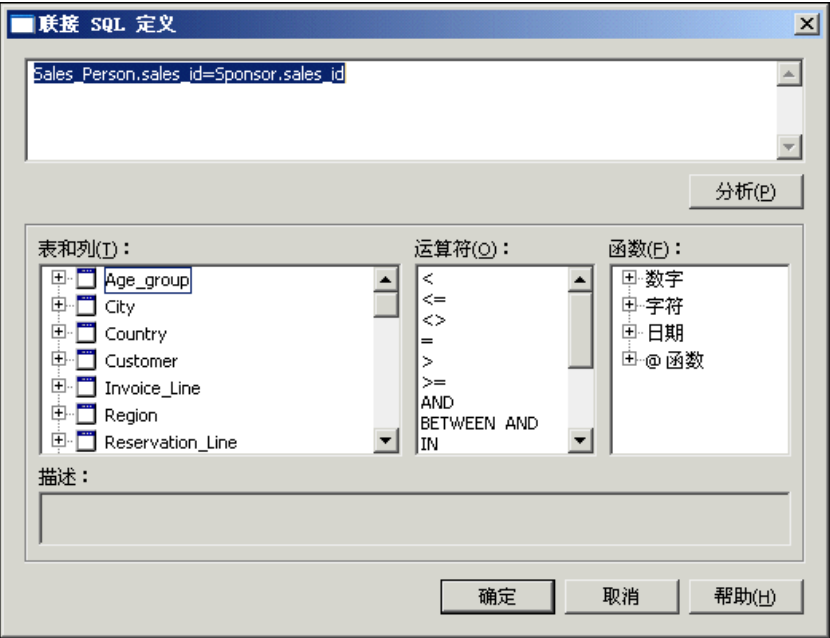 联接 SQL 定义
Sales_Person.sales_id=Sponsor.sales_id
分析(P)
表和列(T)：
Age_group
City
Country
Customer
Invoice_Line
Region
Reservation_Line
运算符(O)：
<
<=
<>
=
>
>=
AND
BETWEEN AND
IN
函数(F)：
数字
字符
日期
@ 函数
描述：
确定
取消
帮助(H)